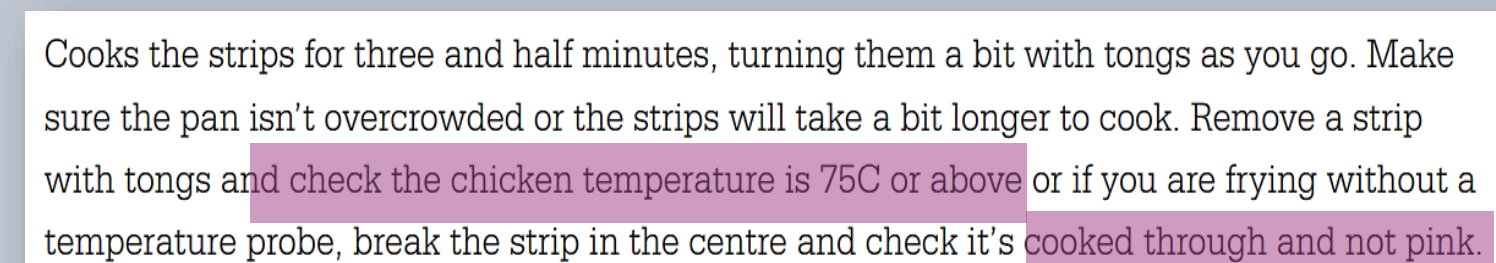 Cooks the strips for three and half minutes, turning them a bit with tongs as you go. Make
sure the pan isn’t overcrowded or the strips will take a bit longer to cook. Remove a strip
with tongs and check the chicken temperature is 75C or above or if you are frying without a
temperature probe, break the strip in the centre and check it’s cooked through and not pink.